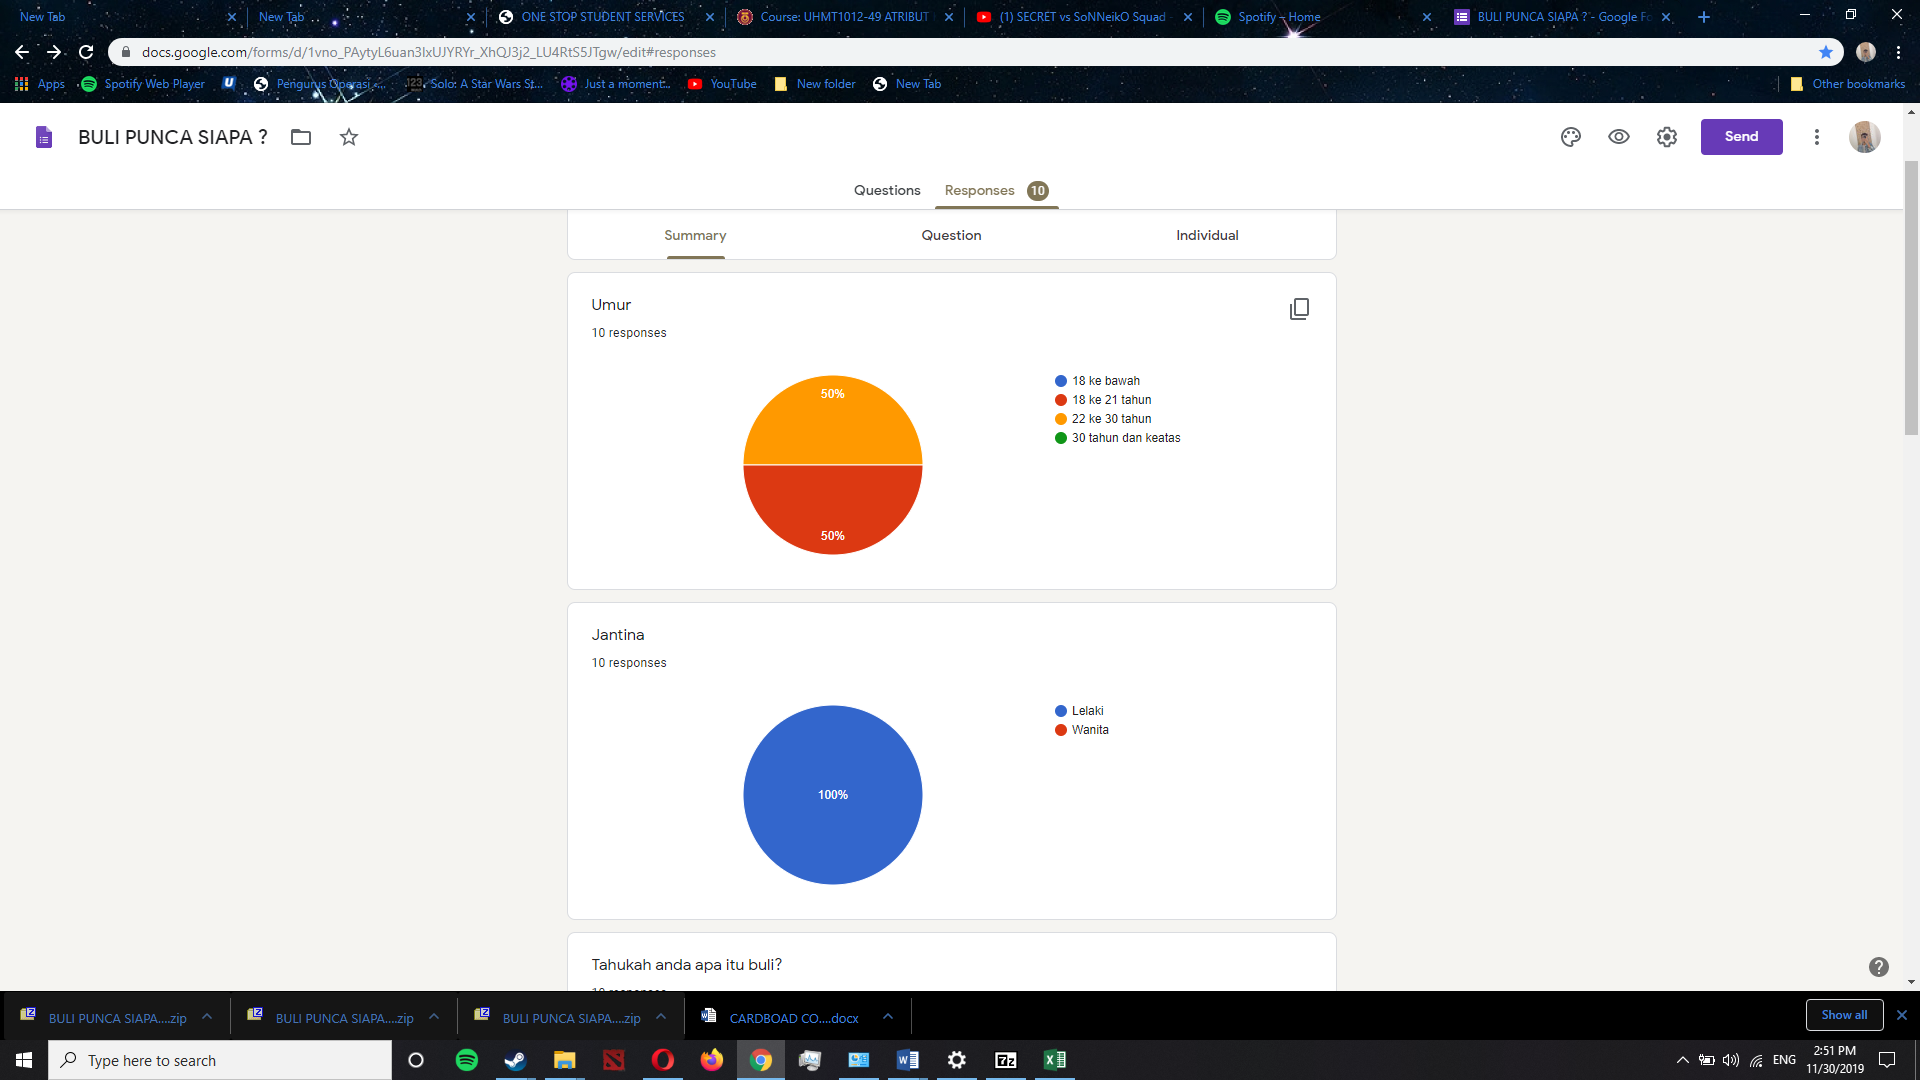 New Tab
New Tab
ONE STOP STUDENT SERVICES
Course: UHMT1012-49 ATRIBUT
(1) SECRET vs SoNNeikO Squad
Spotify – Home
BULI PUNCA SIAPA ? - Google Fo
docs.google.com/forms/d/1vno_PAytyL6uan3IxUJYRYr_XhQJ3j2_LU4RtS5JTgw/edit#responses
Apps
Spotify Web Player
Pengurus Operasi -...
Solo: A Star Wars St...
Just a moment...
YouTube
New folder
New Tab
Other bookmarks
BULI PUNCA SIAPA ?
Send
Questions
Responses 10
Summary
Question
Individual
Umur
10 responses
50%
50%
18 ke bawah
18 ke 21 tahun
22 ke 30 tahun
30 tahun dan keatas
Jantina
10 responses
100%
Lelaki
Wanita
Tahukah anda apa itu buli?
10 responses
BULI PUNCA SIAPA....zip
BULI PUNCA SIAPA....zip
BULI PUNCA SIAPA....zip
CARDBOAD CO....docx
Show all
Type here to search
7z
ENG
2:51 PM
11/30/2019